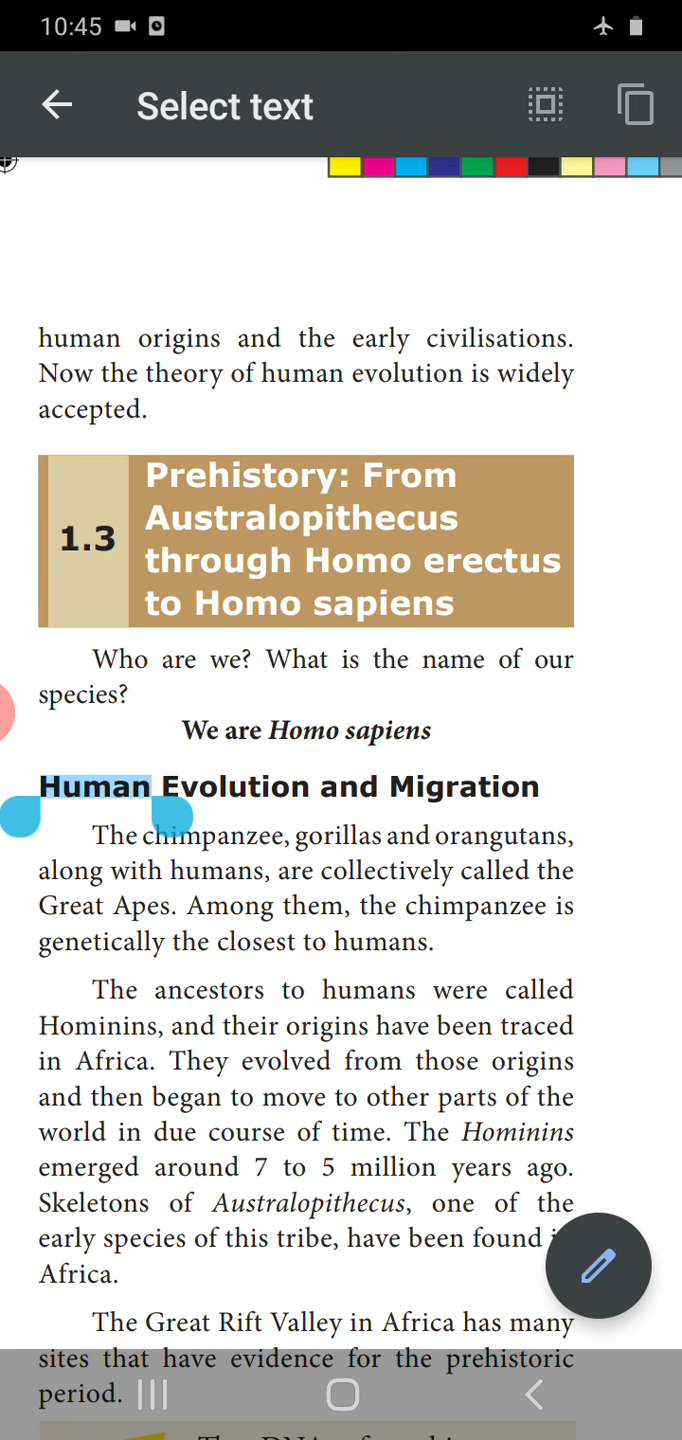 10:45
Select text
human origins and the early civilisations.
Now the theory of human evolution is widely
accepted.
1.3
Prehistory: From
Australopithecus
through Homo erectus
to Homo sapiens
Who are we? What is the name of our
species?
We are Homo sapiens
Human Evolution and Migration
The chimpanzee, gorillas and orangutans,
along with humans, are collectively called the
Great Apes. Among them, the chimpanzee is
genetically the closest to humans.
The ancestors to humans were called
Hominins, and their origins have been traced
in Africa. They evolved from those origins
and then began to move to other parts of the
world in due course of time. The Hominins
emerged around 7 to 5 million years ago.
Skeletons of Australopithecus, one of the
early species of this tribe, have been found
Africa.
The Great Rift Valley in Africa has many
sites that have evidence for the prehistoric
period.